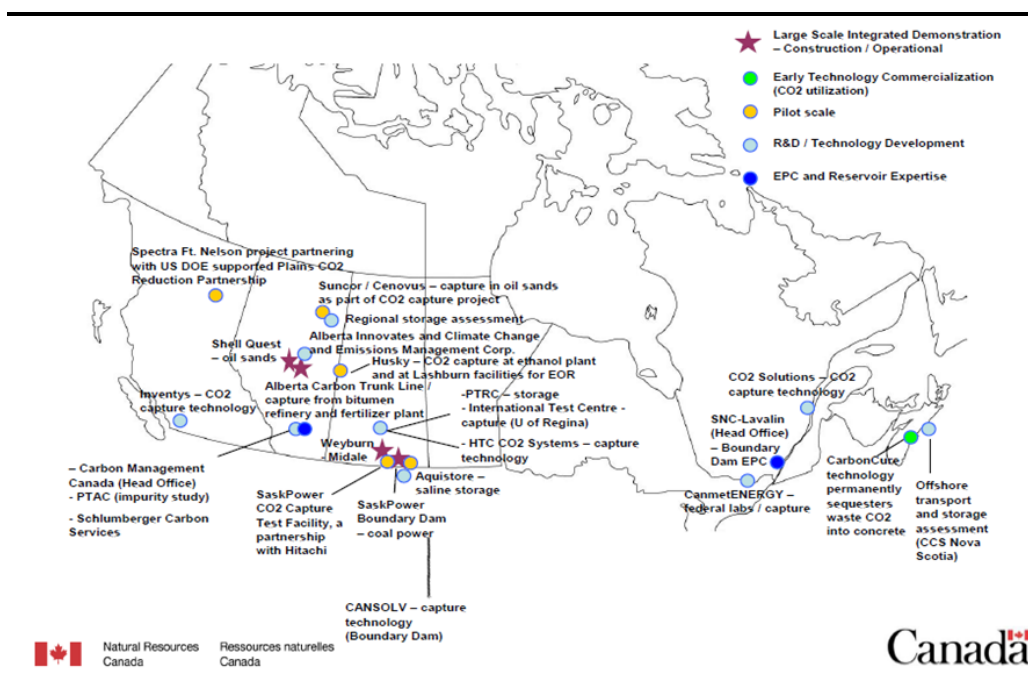 Large Scale Integrated Demonstration
– Construction / Operational
Early Technology Commercialization
(CO2 utilization)
Pilot scale
R&D / Technology Development
EPC and Reservoir Expertise
Spectra Ft. Nelson project partnering
with US DOE supported Plains CO2
Reduction Partnership
Suncor / Cenovus – capture in oil sands
as part of CO2 capture project
Regional storage assessment
Shell Quest
– oil sands
Alberta Innovates and Climate Change
and Emissions Management Corp.
Husky – CO2 capture at ethanol plant
and at Lashburn facilities for EOR
Alberta Carbon Trunk Line /
capture from bitumen
refinery and fertilizer plant
Inventys – CO2
capture technology
-PTRC – storage
- International Test Centre -
capture (U of Regina)
- HTC CO2 Systems – capture
technology
Weyburn
- Midale
– Carbon Management
Canada (Head Office)
- PTAC (impurity study)
- Schlumberger Carbon
Services
SaskPower
CO2 Capture
Test Facility, a
partnership
with Hitachi
Aquistore –
saline storage
SaskPower
Boundary Dam
– coal power
CANSOLV – capture
technology
(Boundary Dam)
CO2 Solutions – CO2
capture technology
SNC-Lavalin
(Head Office)
– Boundary
Dam EPC
CanmetENERGY –
federal labs / capture
CarbonCure
technology
permanently
sequesters
waste CO2
into concrete
Offshore
transport
and storage
assessment
(CCS Nova
Scotia)
Natural Resources
Canada
Ressources naturelles
Canada
Canada